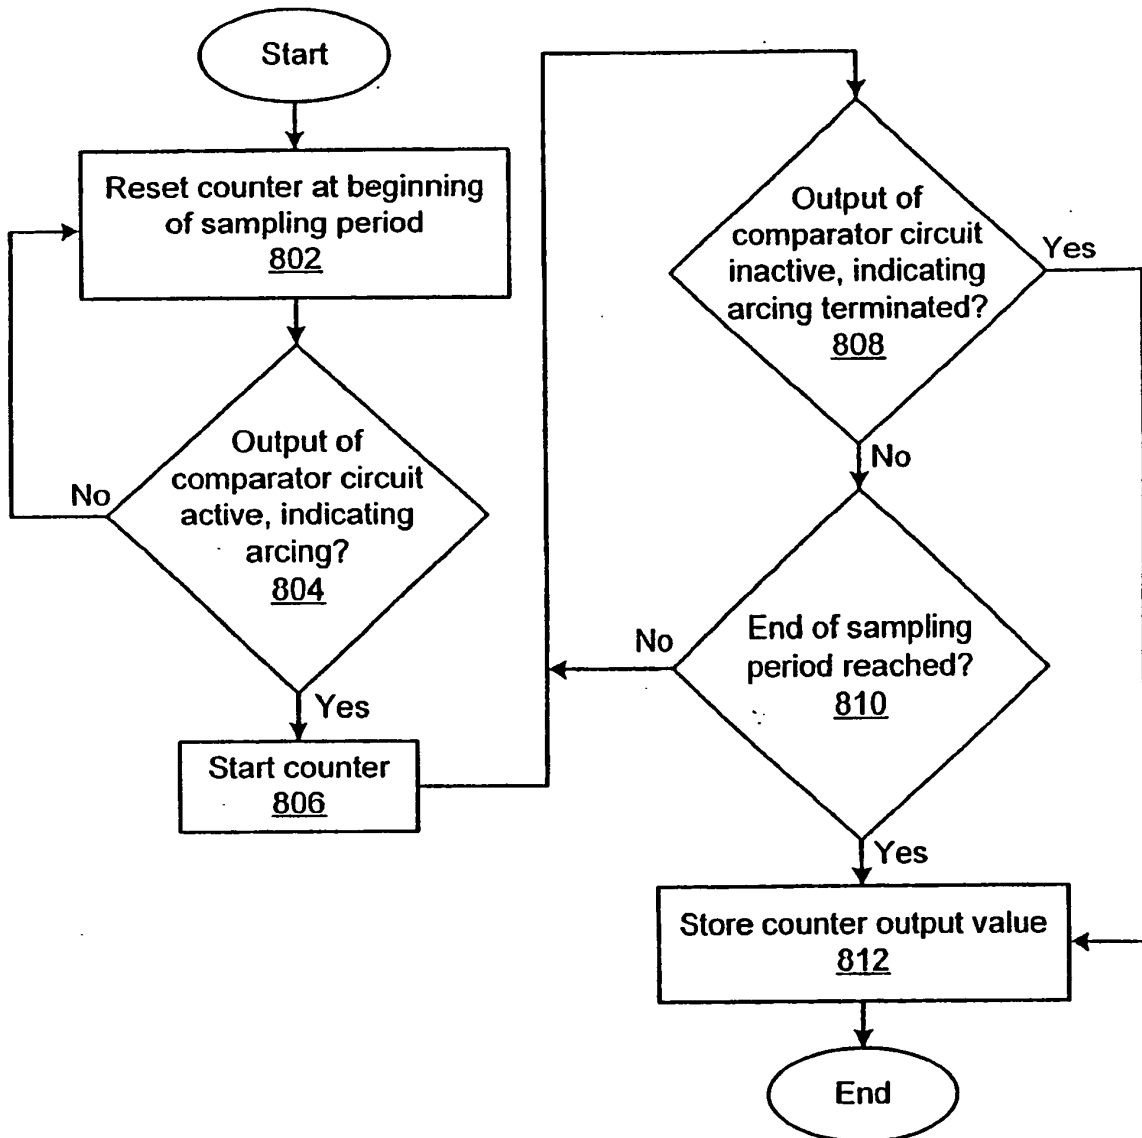 Start
Reset counter at beginning
of sampling period
802
Output of
comparator circuit
active, indicating
arcing?
804
No
Yes
Start counter
806
Output of
comparator circuit
inactive, indicating
arcing terminated?
808
Yes
No
End of sampling
period reached?
810
No
Yes
Store counter output value
812
End